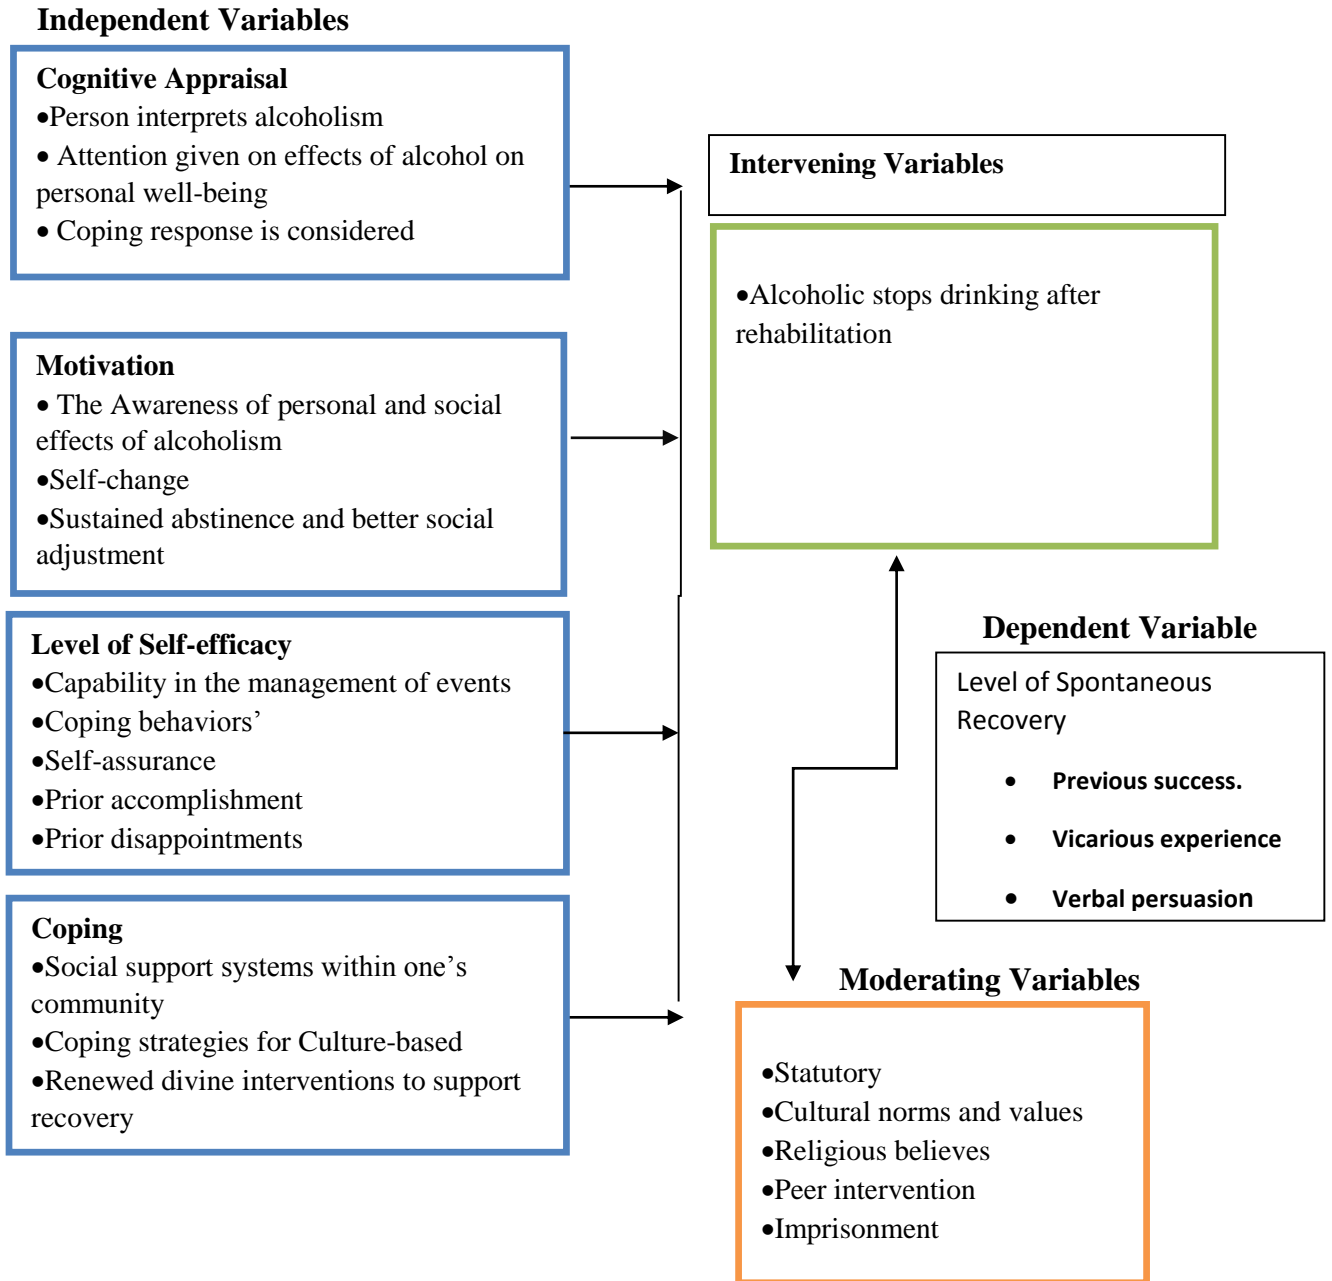 Independent Variables
Cognitive Appraisal
•Person interprets alcoholism
• Attention given on effects of alcohol on
personal well-being
• Coping response is considered
Motivation
• The Awareness of personal and social
effects of alcoholism
•Self-change
•Sustained abstinence and better social
adjustment
Level of Self-efficacy
•Capability in the management of events
•Coping behaviors’
•Self-assurance
•Prior accomplishment
•Prior disappointments
Coping
•Social support systems within one’s
community
•Coping strategies for Culture-based
•Renewed divine interventions to support
recovery
Intervening Variables
•Alcoholic stops drinking after
rehabilitation
Dependent Variable
Level of Spontaneous
Recovery
• Previous success.
• Vicarious experience
• Verbal persuasion
Moderating Variables
•Statutory
•Cultural norms and values
•Religious believes
•Peer intervention
•Imprisonment